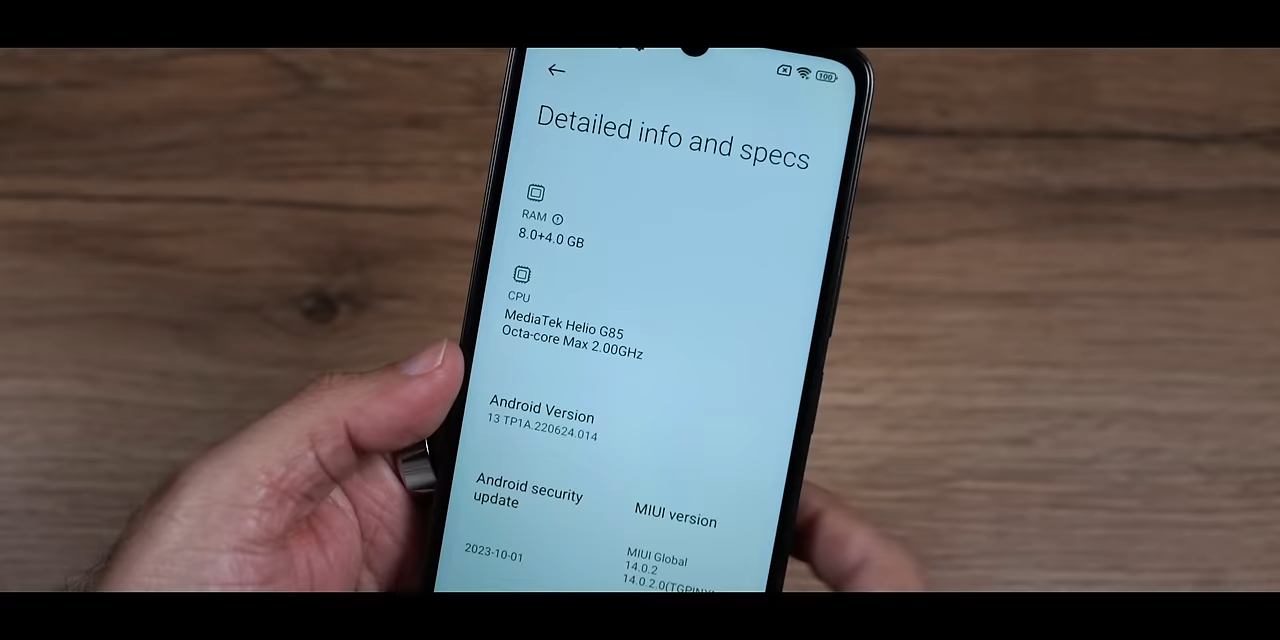 100
Detailed info and specs
RAM
8.0+4.0 GB
CPU
MediaTek Helio G85
Octa-core Max 2.00GHz
Android Version
13 TP1A.220624.014
Android security
update
2023-10-01
MIUI version
MIUI Global
14.0.2